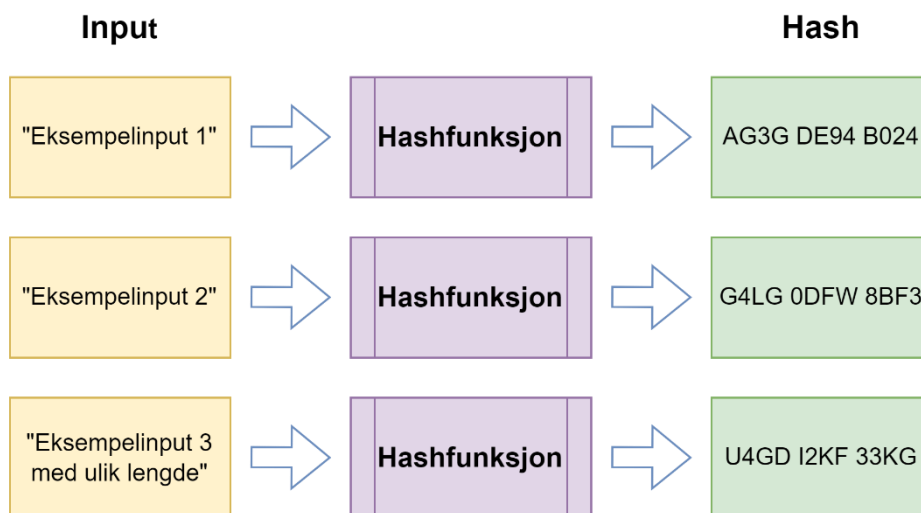 Input
Hash
"Eksempelinput 1"
Hashfunksjon
AG3G DE94 B024
"Eksempelinput 2"
Hashfunksjon
G4LG 0DFW 8BF3
"Eksempelinput 3
med ulik lengde"
Hashfunksjon
U4GD I2KF 33KG